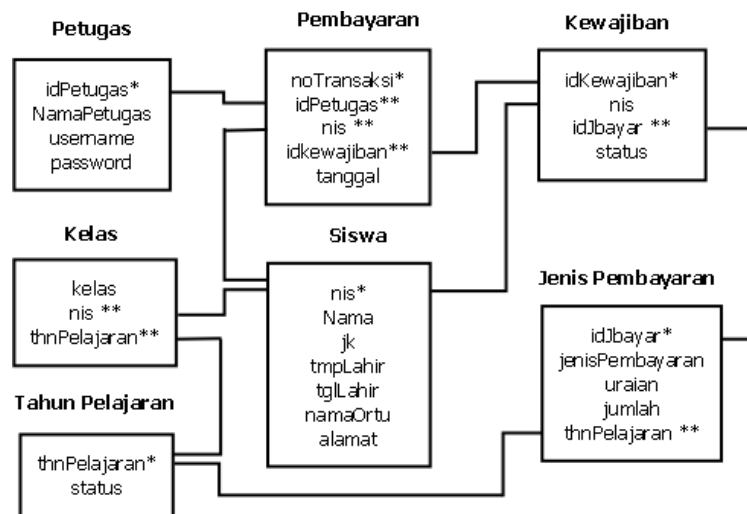 Petugas
idPetugas*
NamaPetugas
username
password
Pembayaran
noTransaksi*
idPetugas**
nis **
idkewajiban**
tanggal
Kewajiban
idKewajiban*
nis
idJbayar **
status
Kelas
kelas
nis **
thnPelajaran**
Siswa
nis*
Nama
jk
tmpLahir
tglLahir
namaOrtu
alamat
Jenis Pembayaran
idJbayar*
jenisPembayaran
uraian
jumlah
thnPelajaran **
Tahun Pelajaran
thnPelajaran*
status